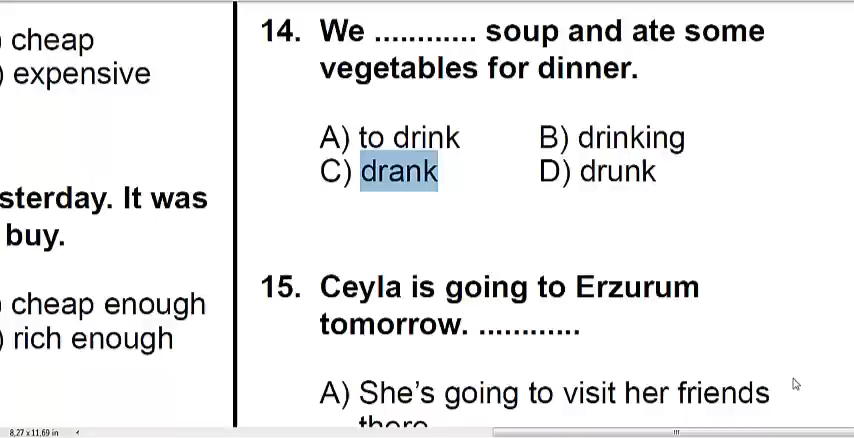 cheap
) expensive
sterday. It was
buy.
cheap enough
) rich enough
14. We ............ soup and ate some
vegetables for dinner.
A) to drink B) drinking
C) drank D) drunk
15. Ceyla is going to Erzurum
tomorrow. ............
A) She's going to visit her friends
there
8,27 x 11,69 in